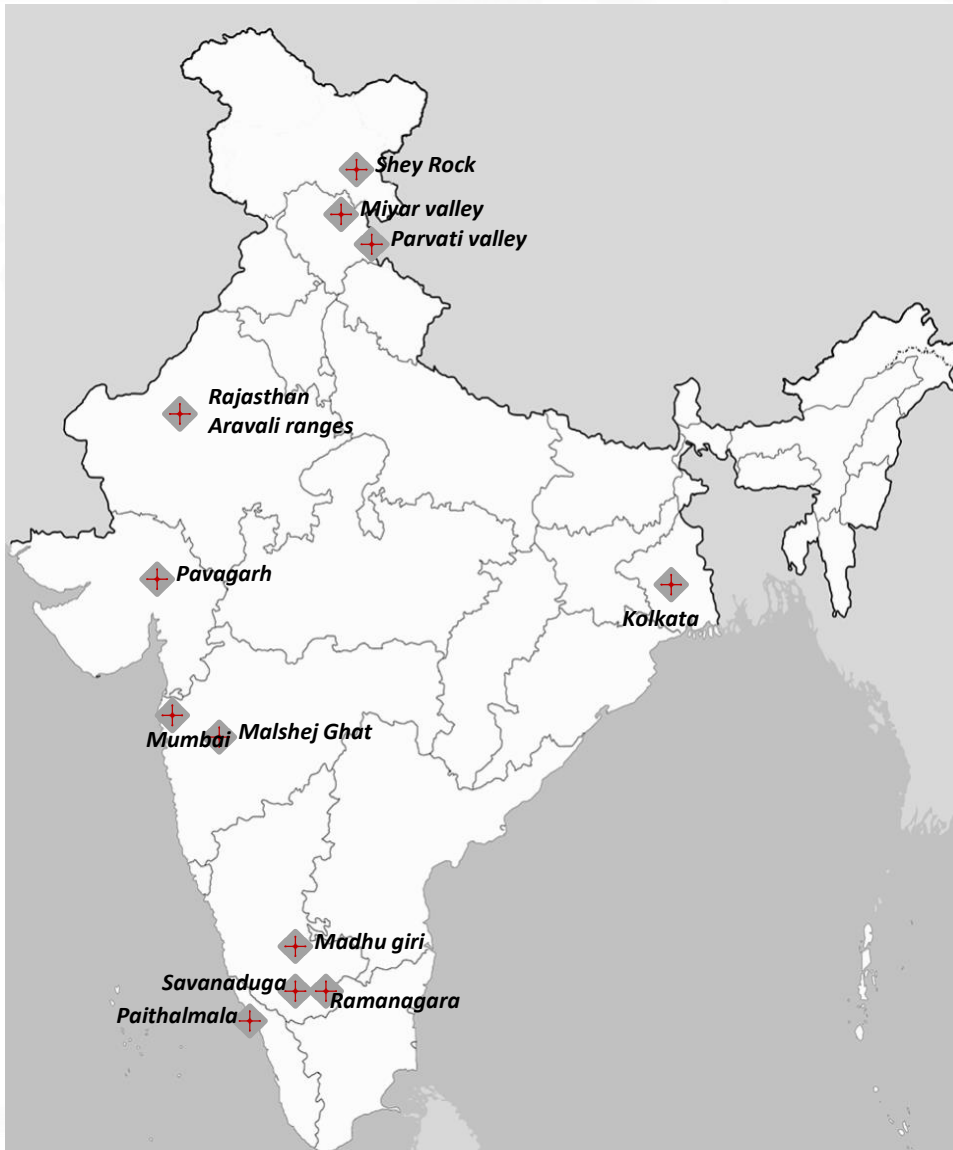 Shey Rock
Miyar valley
Parvati valley
Rajasthan
Aravali ranges
Pavagarh
Kolkata
Mumbai
Malshej Ghat
Madhu giri
Savanaduga
Ramanagara
Paithalmala